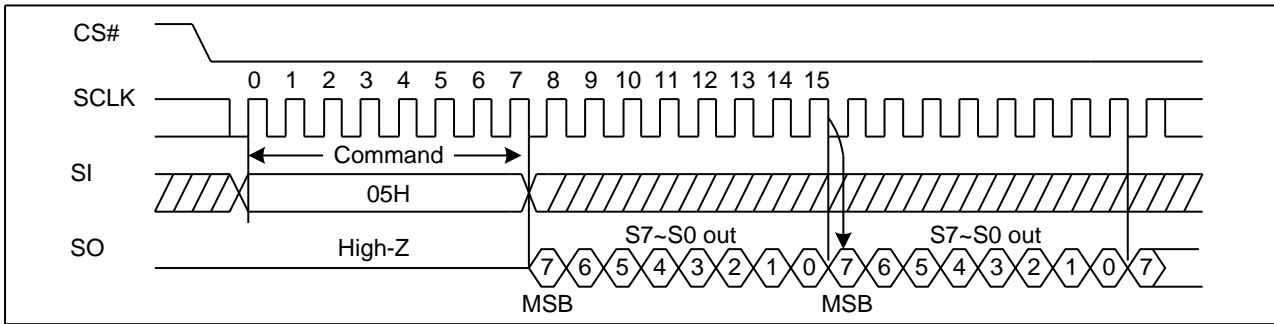 CS#
0 1 2 3 4 5 6 7 8 9 10 11 12 13 14 15
SCLK
Command
SI
05H
S7~S0 out S7~S0 out
SO High-Z
7 6 5 4 3 2 1 0 7 6 5 4 3 2 1 0 7
MSB MSB